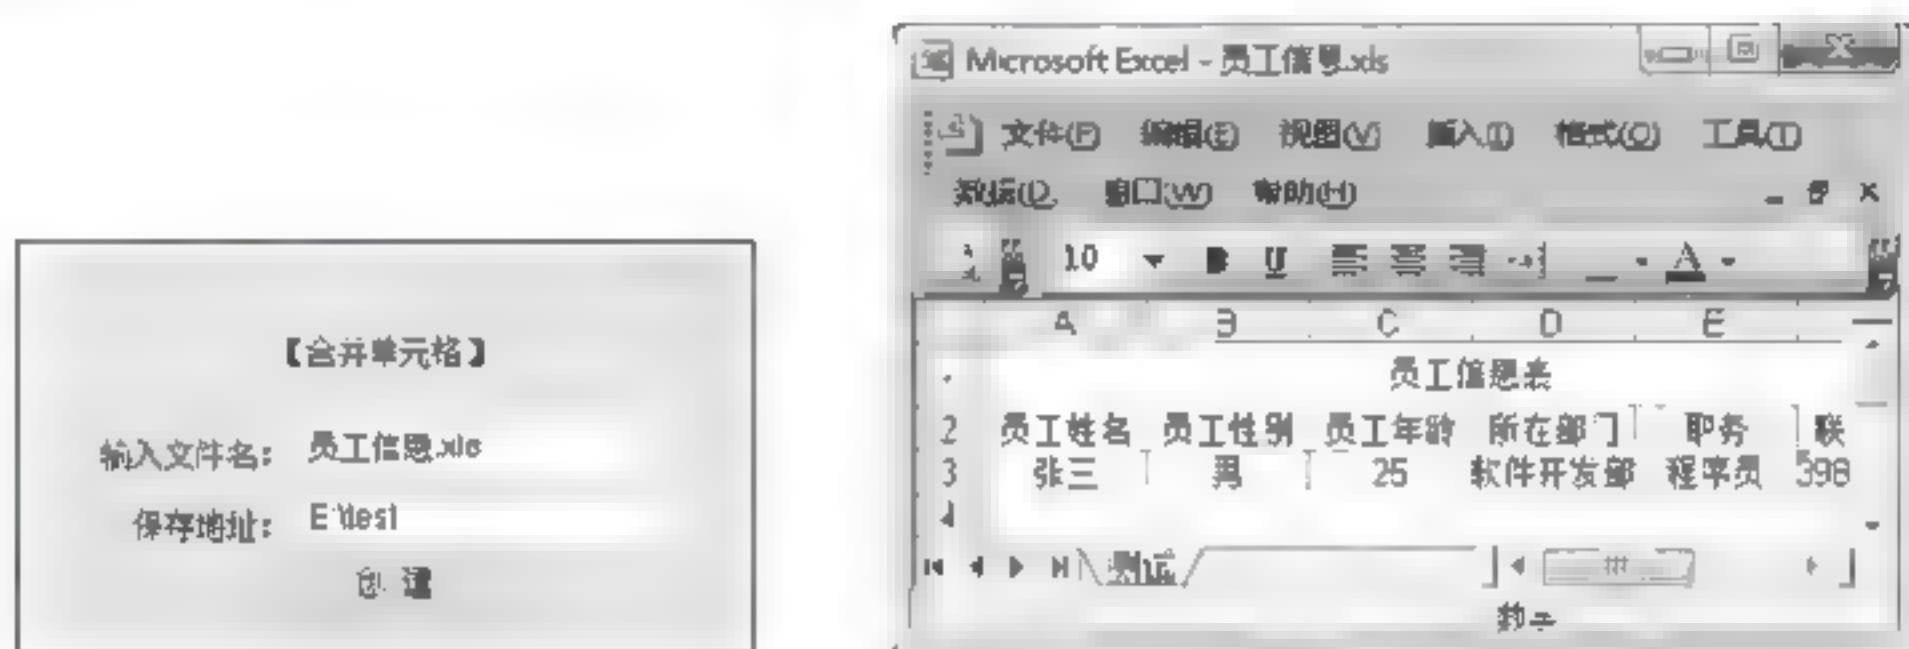 【合并单元格】
输入文件名: 员工信息.xls
保存地址: E:\test
创 建
Microsoft Excel - 员工信息.xls
文件(F) 编辑(E) 视图(V) 插入(I) 格式(O) 工具(T)
数据(D) 窗口(W) 帮助(H)
10 B U A
A B C D E
员工信息表
2 员工姓名 员工性别 员工年龄 所在部门 职务 联
3 张三 男 25 软件开发部 程序员 398
4
测试
数字